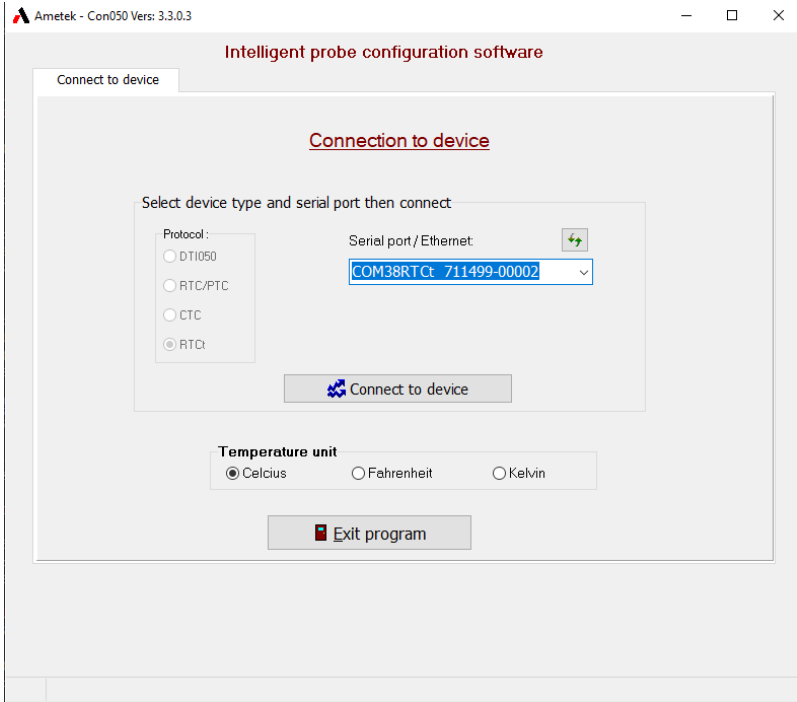 Ametek - Con050 Vers: 3.3.0.3
Intelligent probe configuration software
Connect to device
Connection to device
Select device type and serial port then connect
Protocol :
DTI050
RTC/PTC
CTC
RTCt
Serial port / Ethernet:
COM38RTCt 711499-00002
Connect to device
Temperature unit
Celcius
Fahrenheit
Kelvin
Exit program